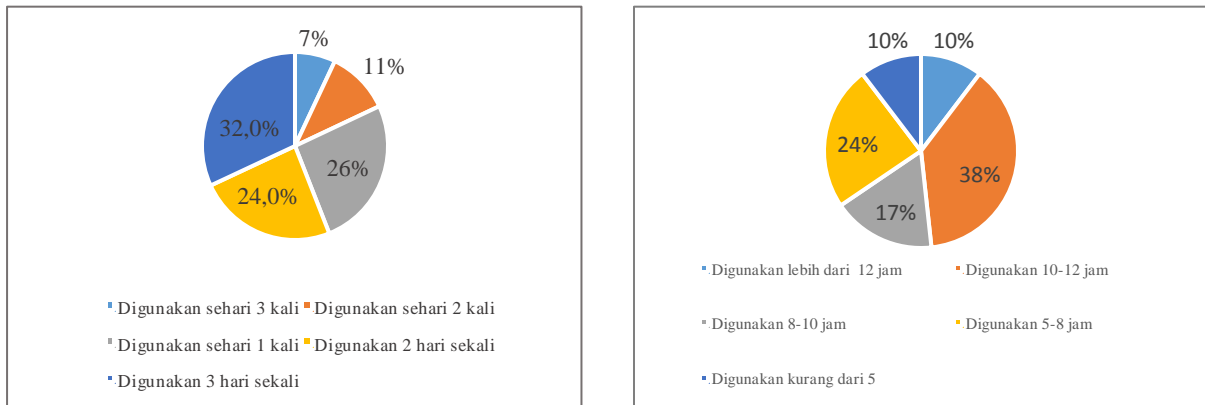 7%
11%
32,0%
26%
24,0%
Digunakan sehari 3 kali Digunakan sehari 2 kali
Digunakan sehari 1 kali Digunakan 2 hari sekali
Digunakan 3 hari sekali
10% 10%
24%
38%
17%
Digunakan lebih dari 12 jam Digunakan 10-12 jam
Digunakan 8-10 jam Digunakan 5-8 jam
Digunakan kurang dari 5